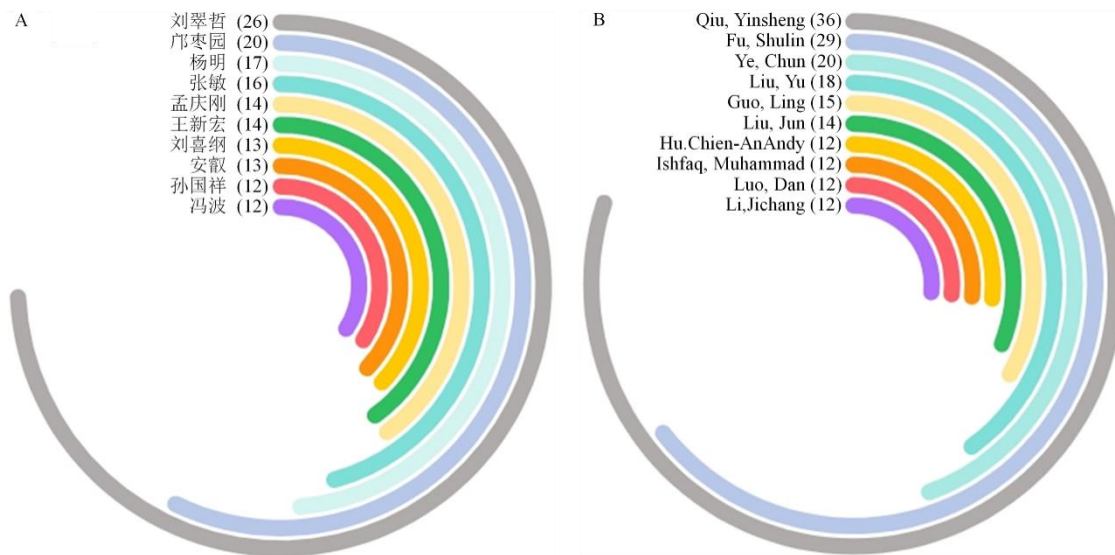 A
刘翠哲 (26)
邝枣园 (20)
杨明 (17)
张敏 (16)
孟庆刚 (14)
王新宏 (14)
刘喜纲 (13)
安叡 (13)
孙国祥 (12)
冯波 (12)
B
Qiu, Yinsheng (36)
Fu, Shulin (29)
Ye, Chun (20)
Liu, Yu (18)
Guo, Ling (15)
Liu, Jun (14)
Hu.Chien-AnAndy (12)
Ishfaq, Muhammad (12)
Luo, Dan (12)
Li,Jichang (12)